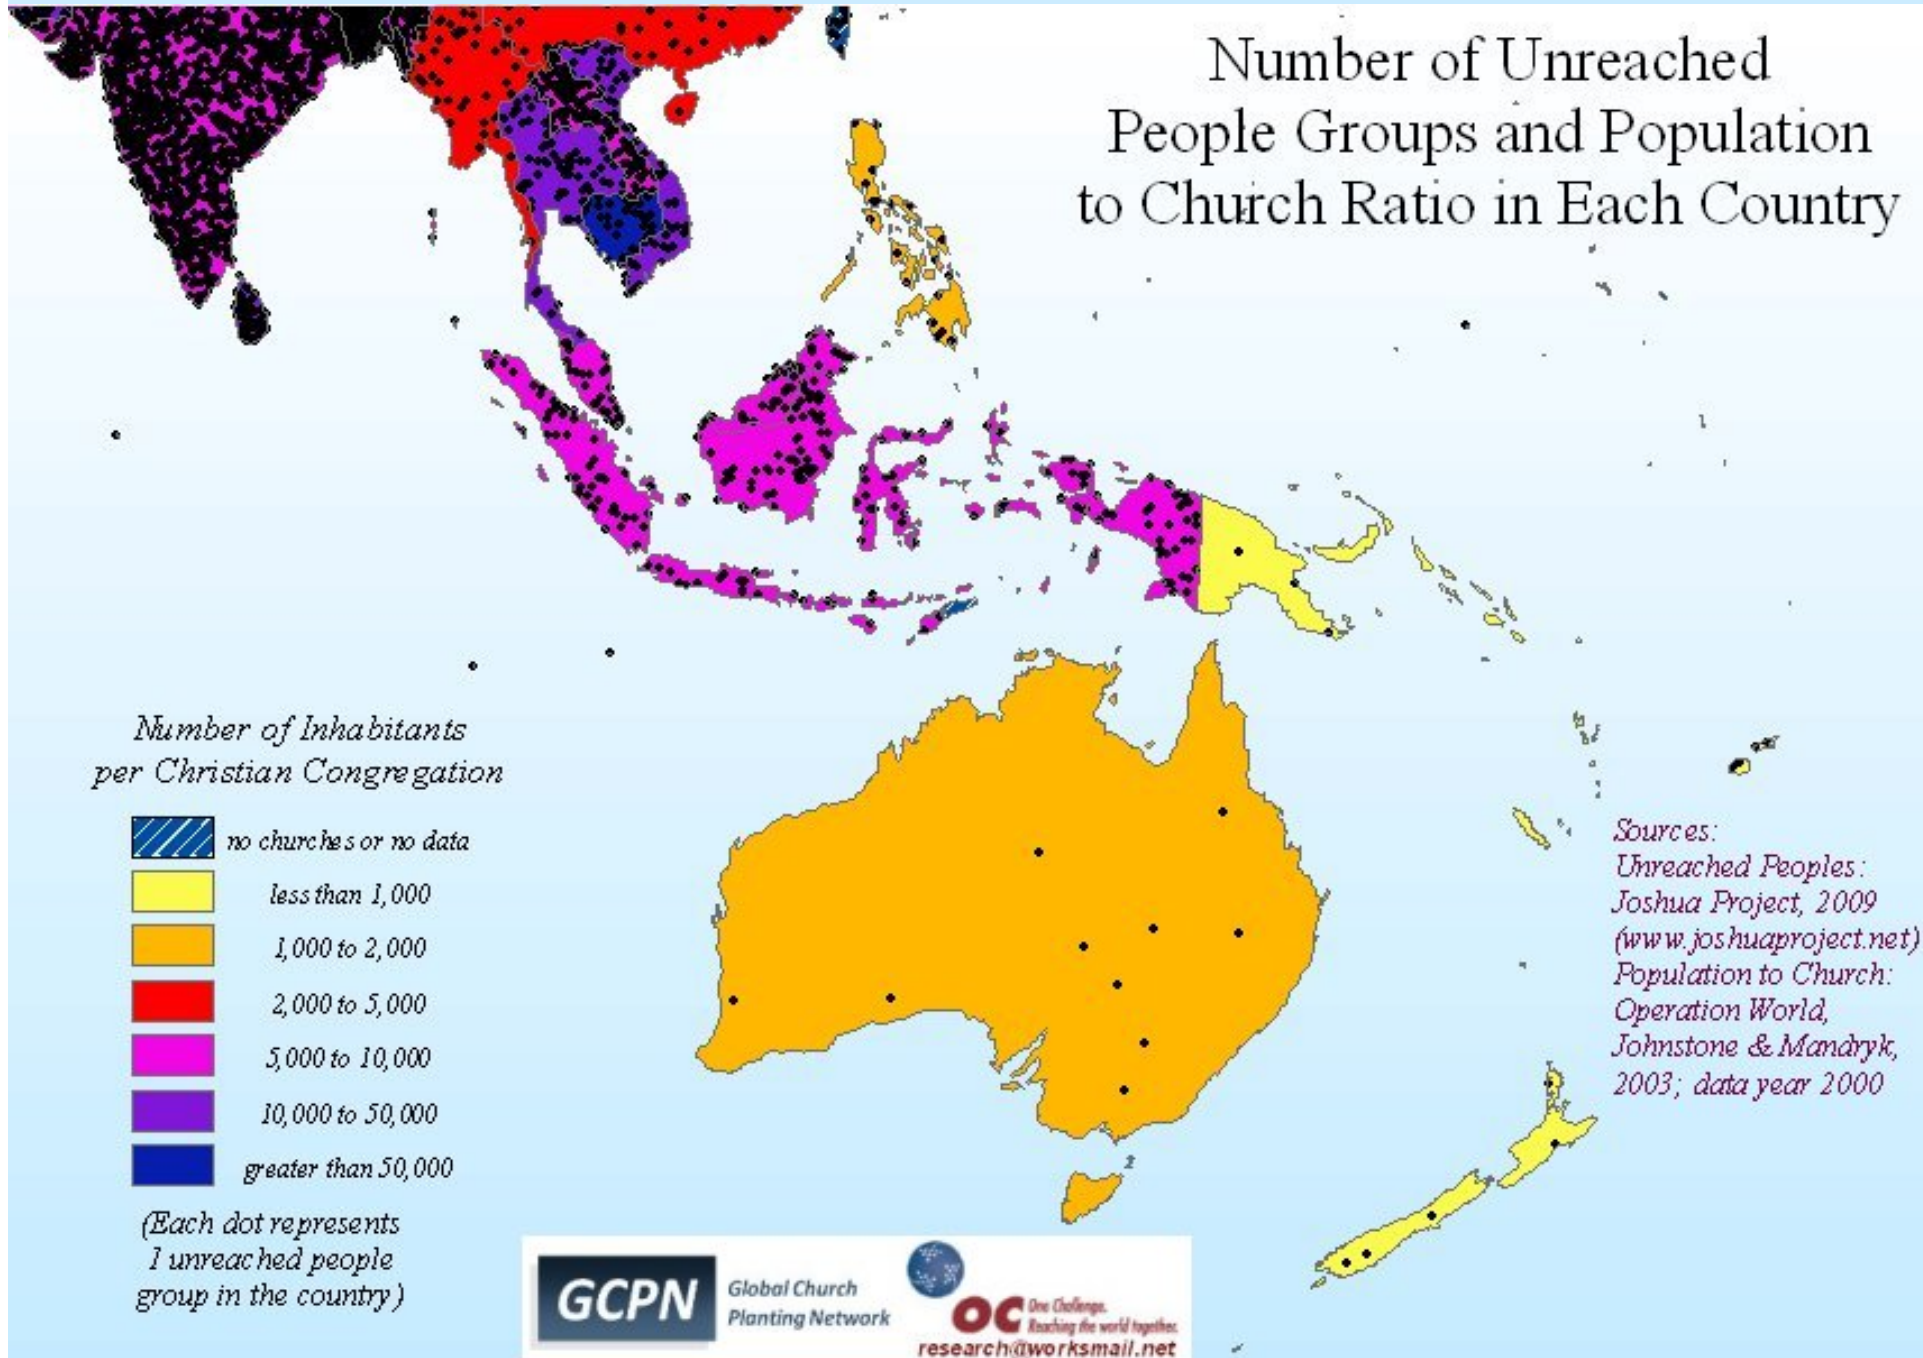 Number of Unreached
People Groups and Population
to Church Ratio in Each Country
Number of Inhabitants
per Christian Congregation
no churches or no data
less than 1,000
1,000 to 2,000
2,000 to 5,000
5,000 to 10,000
10,000 to 50,000
greater than 50,000
(Each dot represents
1 unreached people
group in the country)
Sources:
Unreached Peoples:
Joshua Project, 2009
(www.joshuaproject.net)
Population to Church:
Operation World,
Johnstone & Mandryk,
2003; data year 2000
GCPN
Global Church
Planting Network
OC
One Challenge.
Reaching the world together.
research@worksmail.net